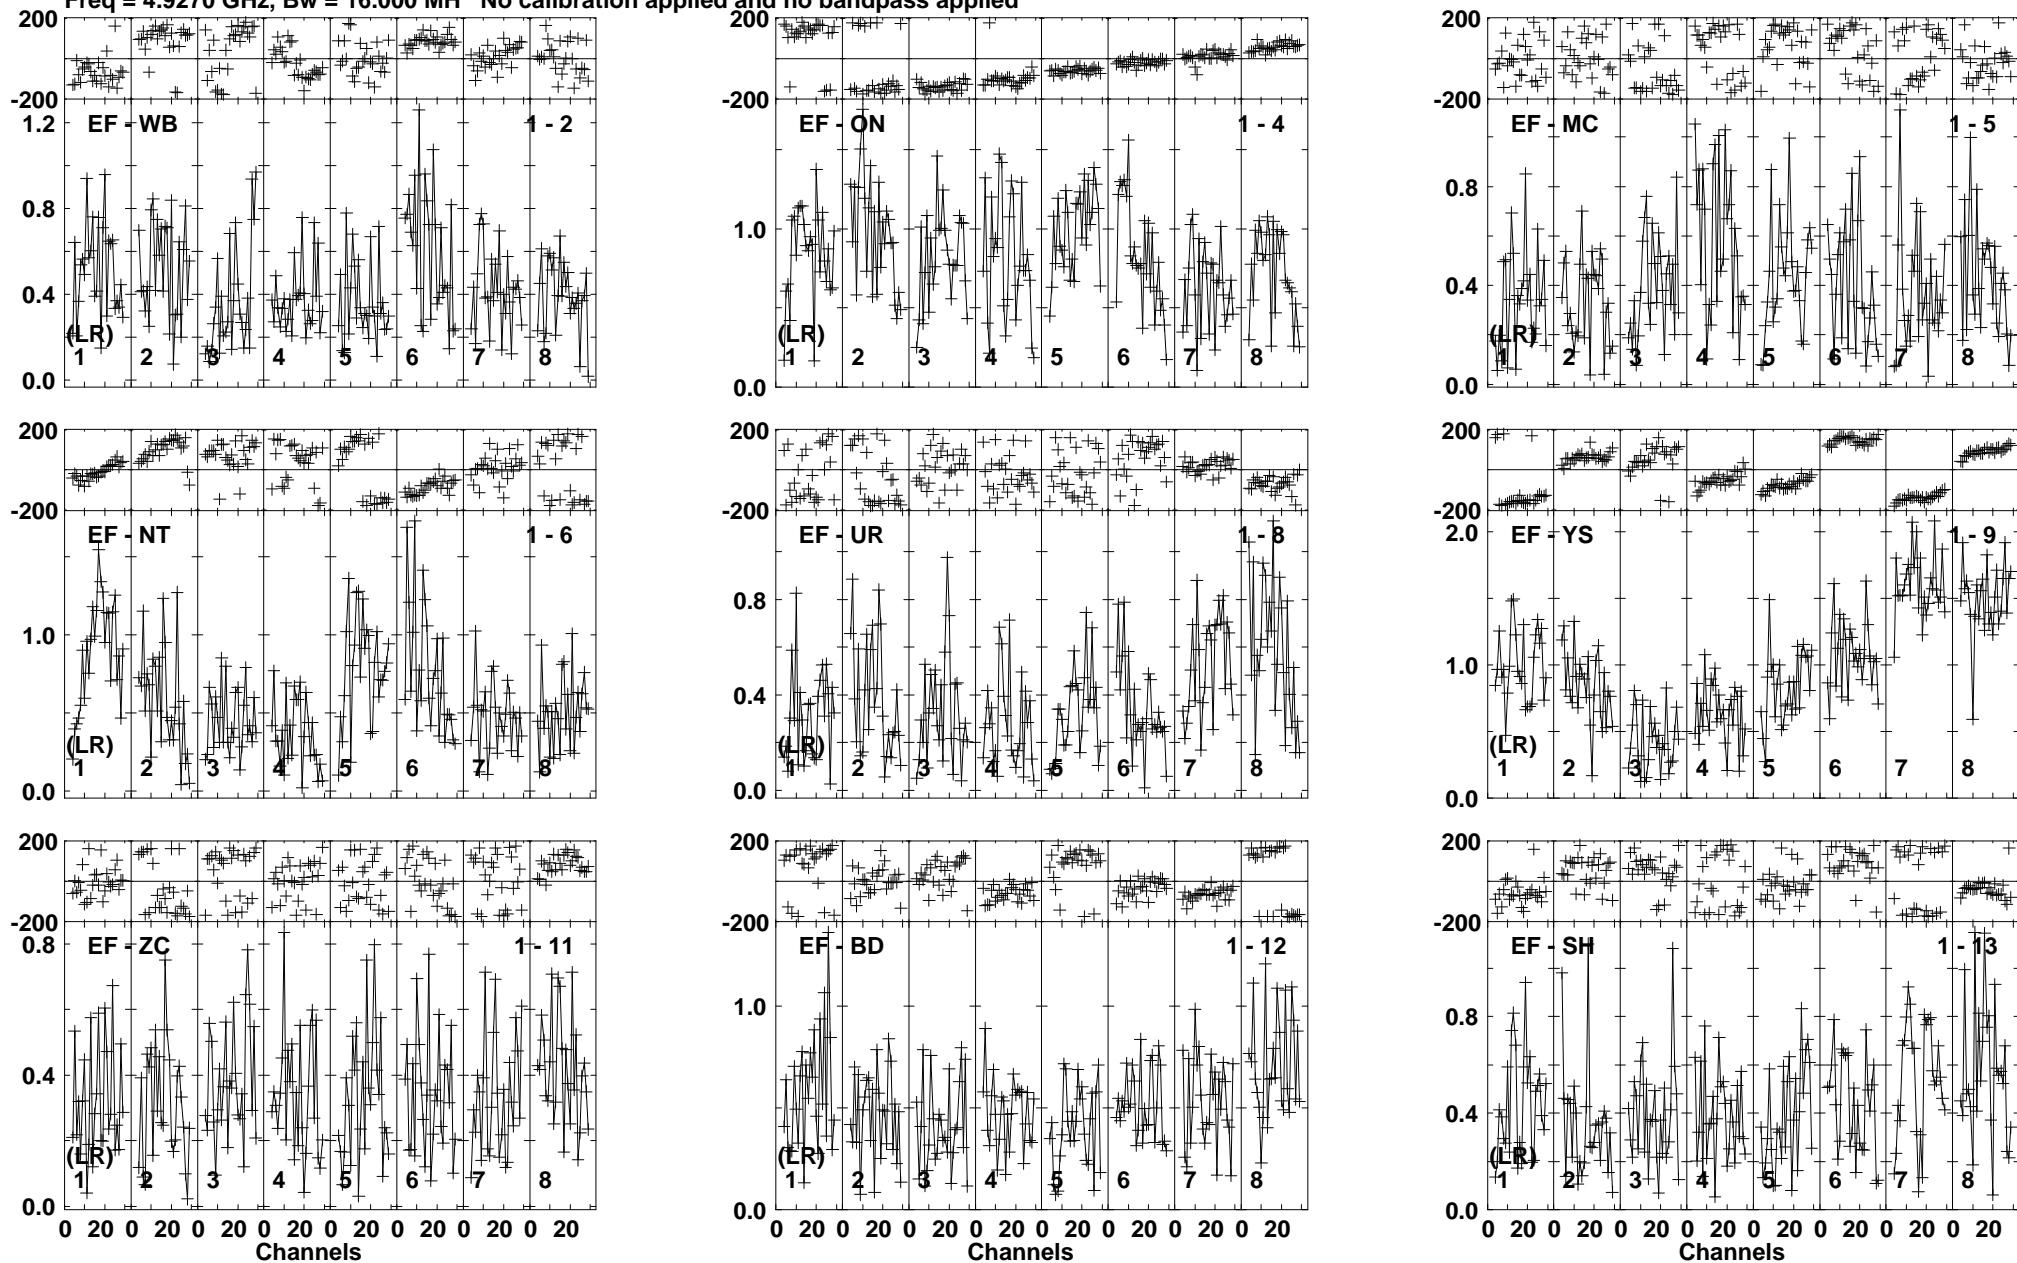 Freq = 4.9270 GHz, Bw = 16.000 MH No calibration applied and no bandpass applied
200 200 200
-200 -200 -200
1.2 EF - WB 1 - 2 EF - ON 1 - 4 EF - MC 1 - 5
0.8 1.0 0.8
0.4 0.4
(LR) (LR) (LR)
1 2 3 4 5 6 7 8 1 2 3 4 5 6 7 8 1 2 3 4 5 6 7 8
0.0 0.0 0.0
200 200 200
-200 -200 -200
EF - NT 1 - 6 EF - UR 1 - 8 2.0 EF - YS 1 - 9
1.0 0.8 1.0
0.4
(LR) (LR) (LR)
1 2 3 4 5 6 7 8 1 2 3 4 5 6 7 8 1 2 3 4 5 6 7 8
0.0 0.0 0.0
200 200 200
-200 -200 -200
0.8 EF - ZC 1 - 11 EF - BD 1 - 12 EF - SH 1 - 13
1.0 0.8
0.4 0.4
(LR) (LR) (LR)
1 2 3 4 5 6 7 8 1 2 3 4 5 6 7 8 1 2 3 4 5 6 7 8
0.0 0.0 0.0
0 20 0 20 0 20 0 20 0 20 0 20 0 20 0 20 0 20 0 20 0 20 0 20 0 20 0 20 0 20 0 20 0 20 0 20 0 20 0 20 0 20 0 20 0 20 0 20
Channels Channels Channels